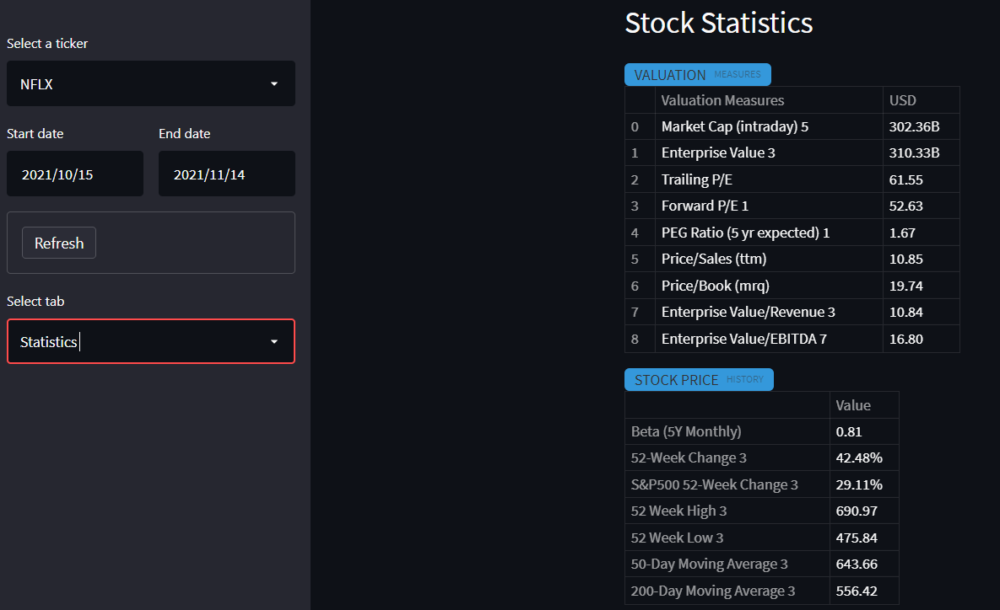 Select a ticker
NFLX
Start date End date
2021/10/15 2021/11/14
Refresh
Select tab
Statistics
Stock Statistics
VALUATION MEASURES
Valuation Measures USD
0 Market Cap (intraday) 5 302.36B
1 Enterprise Value 3 310.33B
2 Trailing P/E 61.55
3 Forward P/E 1 52.63
4 PEG Ratio (5 yr expected) 1 1.67
5 Price/Sales (ttm) 10.85
6 Price/Book (mrq) 19.74
7 Enterprise Value/Revenue 3 10.84
8 Enterprise Value/EBITDA 7 16.80
STOCK PRICE HISTORY
Value
Beta (5Y Monthly) 0.81
52-Week Change 3 42.48%
S&P500 52-Week Change 3 29.11%
52 Week High 3 690.97
52 Week Low 3 475.84
50-Day Moving Average 3 643.66
200-Day Moving Average 3 556.42